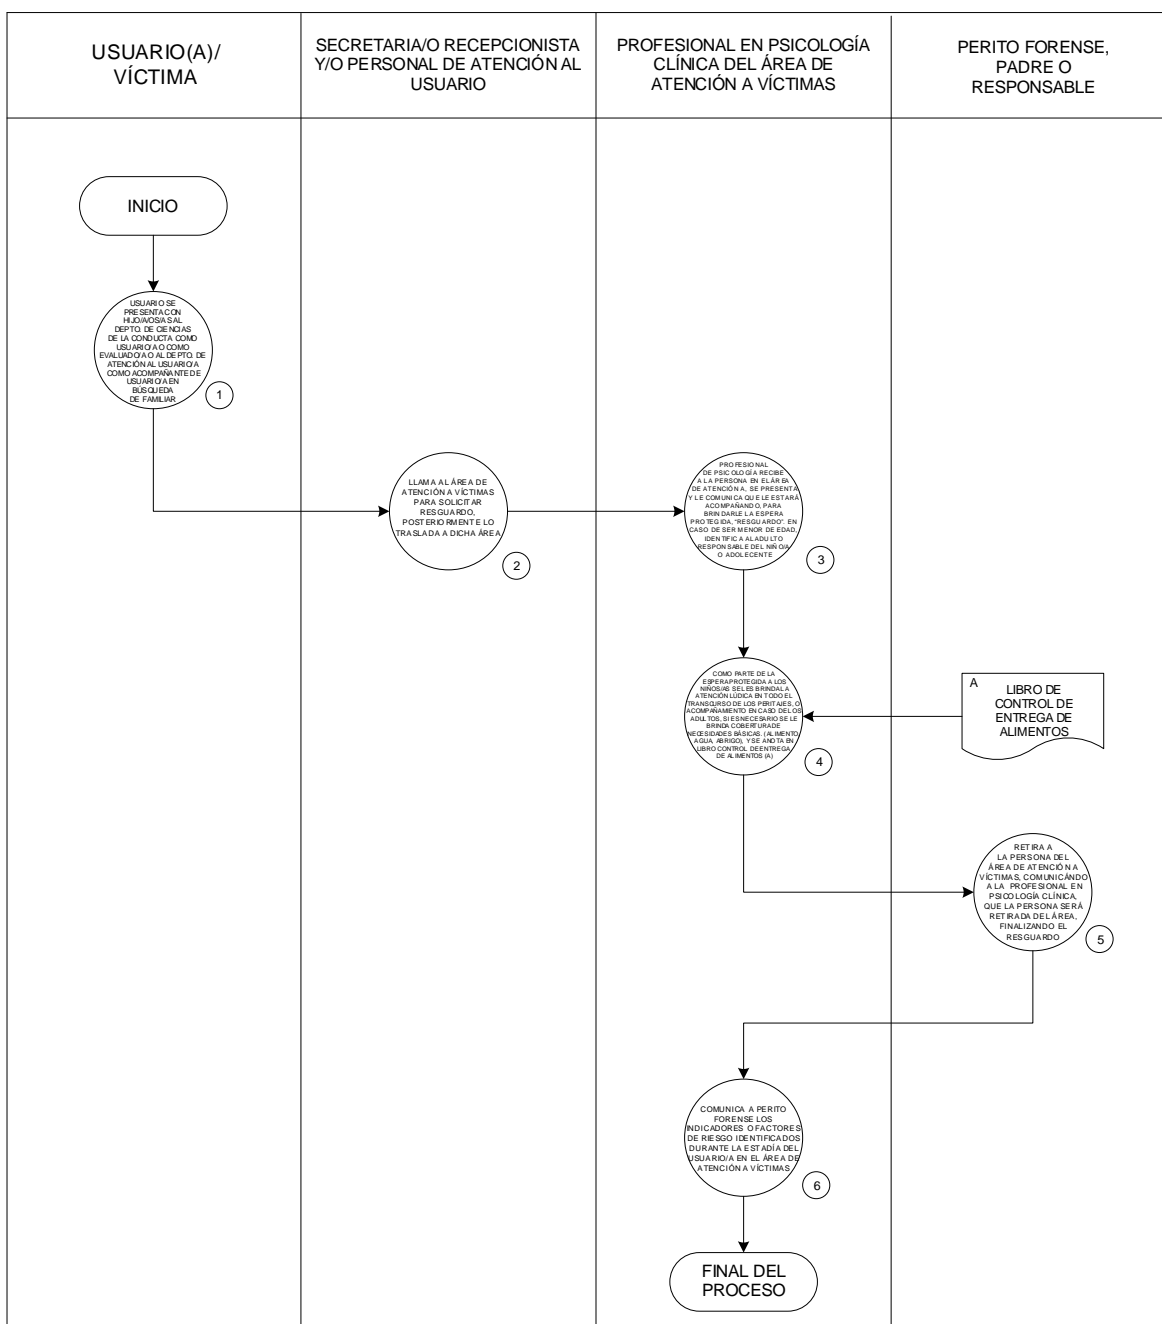 USUARIO(A)/
VÍCTIMA
SECRETARIA/O RECEPCIONISTA
Y/O PERSONAL DE ATENCIÓN AL
USUARIO
PROFESIONAL EN PSICOLOGÍA
CLÍNICA DEL ÁREA DE
ATENCIÓN A VÍCTIMAS
PERITO FORENSE,
PADRE O
RESPONSABLE
INICIO
USUARIO SE
PRESENTA CON
HIJO/A/OS/AS AL
DEPTO. DE CIENCIAS
DE LA CONDUCTA COMO
USUARIO/A O COMO
EVALUADO/A O AL DEPTO. DE
ATENCIÓN AL USUARIO/A
COMO ACOMPAÑANTE DE
USUARIO/A EN
BÚSQUEDA
DE FAMILIAR
1
LLAMA AL ÁREA DE
ATENCIÓN A VÍCTIMAS
PARA SOLICITAR
RESGUARDO,
POSTERIORMENTE LO
TRASLADA A DICHA ÁREA
2
PROFESIONAL
DE PSICOLOGÍA RECIBE
A LA PERSONA EN EL ÁREA
DE ATENCIÓN A, SE PRESENTA
Y LE COMUNICA QUE LE ESTARÁ
ACOMPAÑANDO, PARA
BRINDARLE LA ESPERA
PROTEGIDA, "RESGUARDO". EN
CASO DE SER MENOR DE EDAD,
IDENTIFICA AL ADULTO
RESPONSABLE DEL NIÑO/A
O ADOLECENTE
3
COMO PARTE DE LA
ESPERA PROTEGIDA A LOS
NIÑOS/AS SE LES BRINDA LA
ATENCIÓN LÚDICA EN TODO EL
TRANSCURSO DE LOS PERITAJES, O
ACOMPAÑAMIENTO EN CASO DE LOS
ADULTOS, SI ES NECESARIO SE LE
BRINDA COBERTURA DE
NECESIDADES BÁSICAS. (ALIMENTO,
AGUA, ABRIGO), Y SE ANOTA EN
LIBRO CONTROL DE ENTREGA
DE ALIMENTOS (A)
4
A
LIBRO DE
CONTROL DE
ENTREGA DE
ALIMENTOS
RETIRA A
LA PERSONA DEL
ÁREA DE ATENCIÓN A
VÍCTIMAS, COMUNICÁNDO
A LA PROFESIONAL EN
PSICOLOGÍA CLÍNICA,
QUE LA PERSONA SERÁ
RETIRADA DEL ÁREA,
FINALIZANDO EL
RESGUARDO
5
COMUNICA A PERITO
FORENSE LOS
INDICADORES O FACTORES
DE RIESGO IDENTIFICADOS
DURANTE LA ESTADÍA DEL
USUARIO/A EN EL ÁREA DE
ATENCIÓN A VÍCTIMAS
6
FINAL DEL
PROCESO